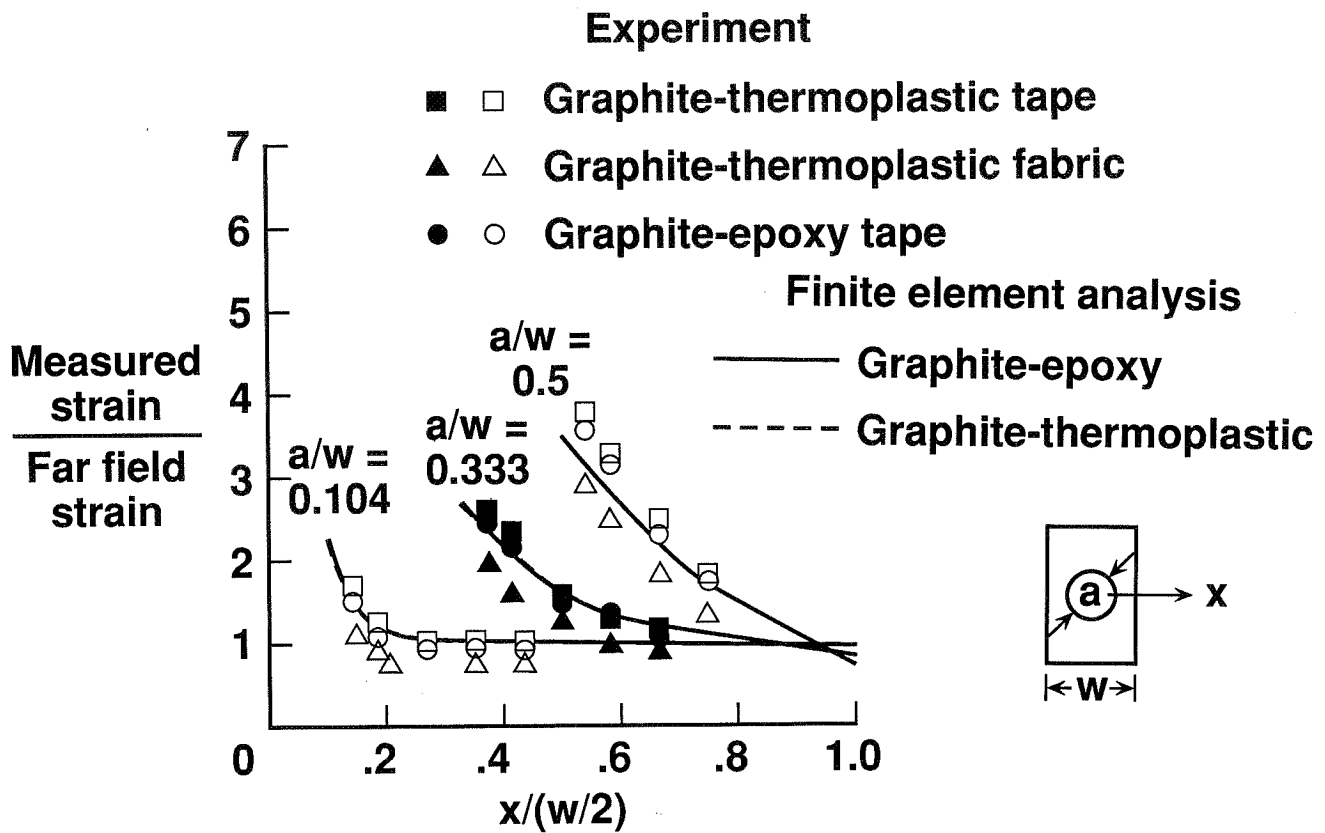 Experiment
Graphite-thermoplastic tape
Graphite-thermoplastic fabric
Graphite-epoxy tape
Finite element analysis
Graphite-epoxy
Graphite-thermoplastic
7
6
5
4
3
2
1
0
Measured
strain
Far field
strain
a/w =
0.104
a/w =
0.333
a/w =
0.5
.2
.4
.6
.8
1.0
x/(w/2)
a
x
w